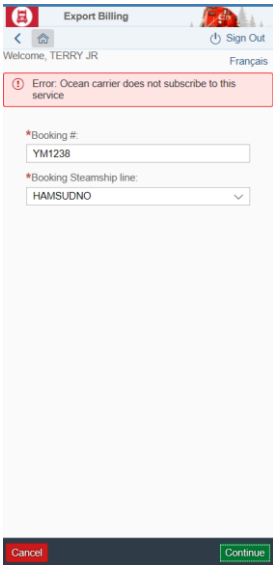 Export Billing
Sign Out
Welcome, TERRY JR
Français
Error: Ocean carrier does not subscribe to this
service
*Booking #:
YM1238
*Booking Steamship line:
HAMSUDNO
Cancel
Continue